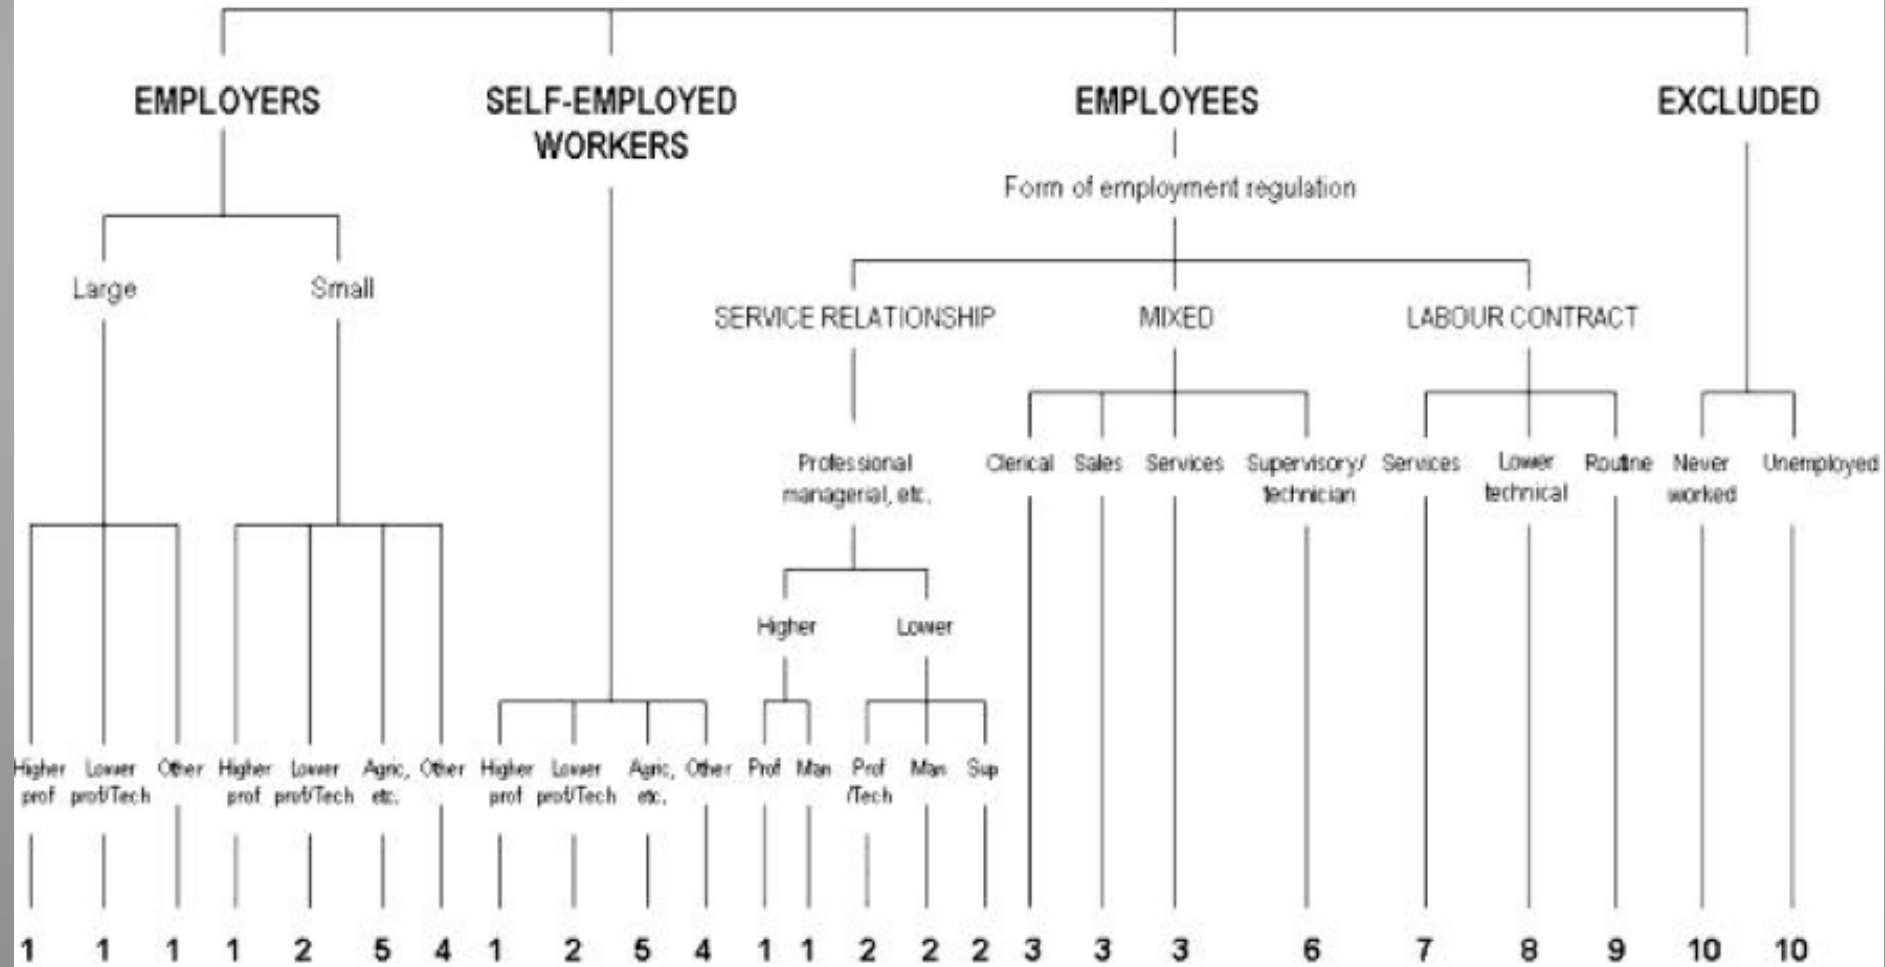 EMPLOYERS
SELF-EMPLOYED
WORKERS
EMPLOYEES
EXCLUDED
Form of employment regulation
Large
Small
SERVICE RELATIONSHIP
MIXED
LABOUR CONTRACT
Professional
managerial, etc.
Clerical
Sales
Services
Supervisory/
technician
Services
Lower
technical
Routine
Never
worked
Unemployed
Higher
Lower
Higher
prof
Lower
prof/Tech
Other
Higher
prof
Lower
prof/Tech
Agric,
etc.
Other
Higher
prof
Lower
prof/Tech
Agric,
etc.
Other
Prof
Man
Prof
/Tech
Man
Sup
1 1 1 1 2 5 4 1 2 5 4 1 1 2 2 2 3 3 3 6 7 8 9 10 10